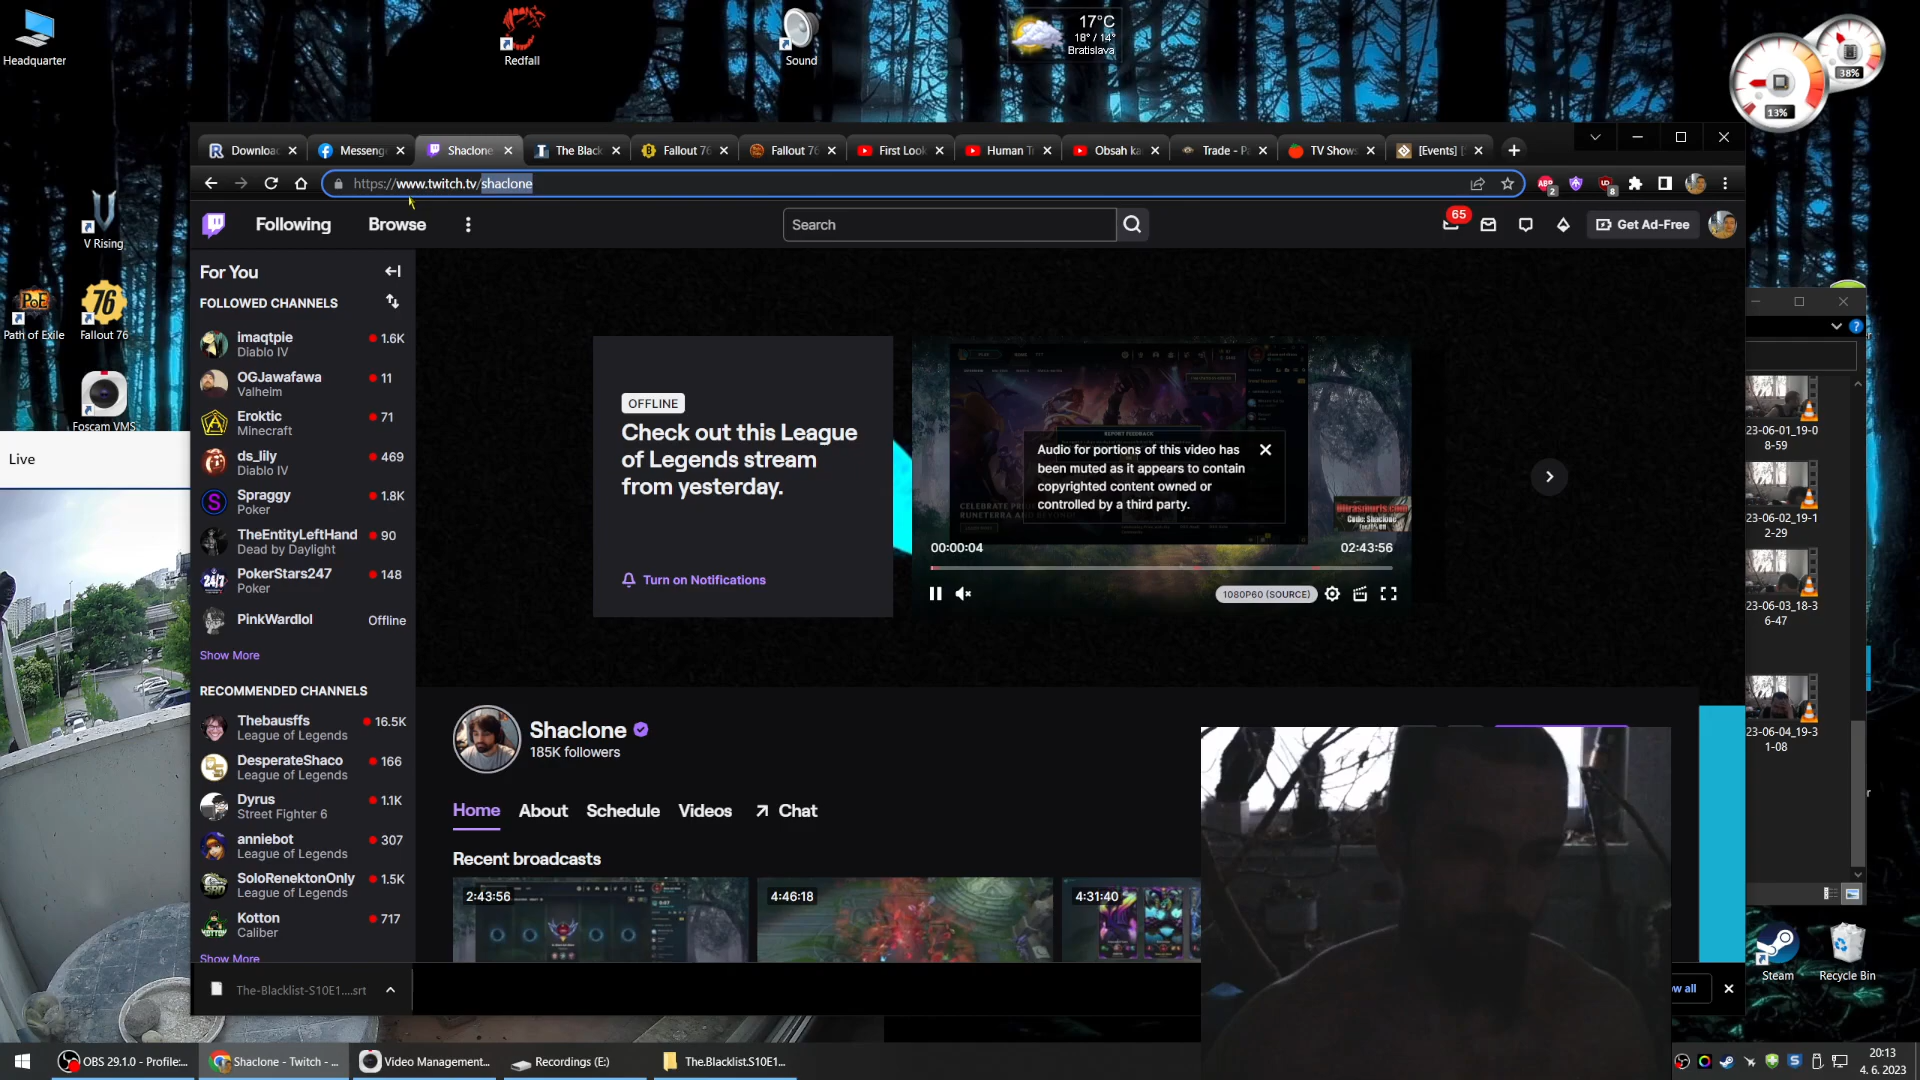 Headquarter
Redfall
Sound
17°C
18° / 14°
Bratislava
38%
13%
V Rising
Path of Exile
Fallout 76
Foscam VMS
Live
Downloa
Messeng
Shaclone
The Black
Fallout 76
Fallout 76
First Look
Human T
Obsah ka
Trade - P
TV Shows
[Events] [
https://www.twitch.tv/shaclone
2
8
Following
Browse
Search
65
Get Ad-Free
For You
FOLLOWED CHANNELS
imaqtpie
1.6K
Diablo IV
OGJawafawa
11
Valheim
Eroktic
71
Minecraft
ds_lily
469
Diablo IV
Spraggy
1.8K
Poker
TheEntityLeftHand
90
Dead by Daylight
PokerStars247
148
Poker
PinkWardlol
Offline
Show More
RECOMMENDED CHANNELS
Thebausffs
16.5K
League of Legends
DesperateShaco
166
League of Legends
Dyrus
1.1K
Street Fighter 6
anniebot
307
League of Legends
SoloRenektonOnly
1.5K
League of Legends
Kotton
717
Caliber
Show More
OFFLINE
Check out this League
of Legends stream
from yesterday.
Turn on Notifications
REPORT FEEDBACK
Audio for portions of this video has
been muted as it appears to contain
copyrighted content owned or
controlled by a third party.
00:00:04
02:43:56
1080P60 (SOURCE)
Shaclone
185K followers
Home
About
Schedule
Videos
Chat
Recent broadcasts
2:43:56
4:46:18
4:31:40
23-06-01_19-0
8-59
23-06-02_19-1
2-29
23-06-03_18-3
6-47
23-06-04_19-3
1-08
Steam
Recycle Bin
The-Blacklist-S10E1....srt
w all
OBS 29.1.0 - Profile:...
Shaclone - Twitch - ...
Video Management...
Recordings (E:)
The.Blacklist.S10E1...
20:13
4. 6. 2023